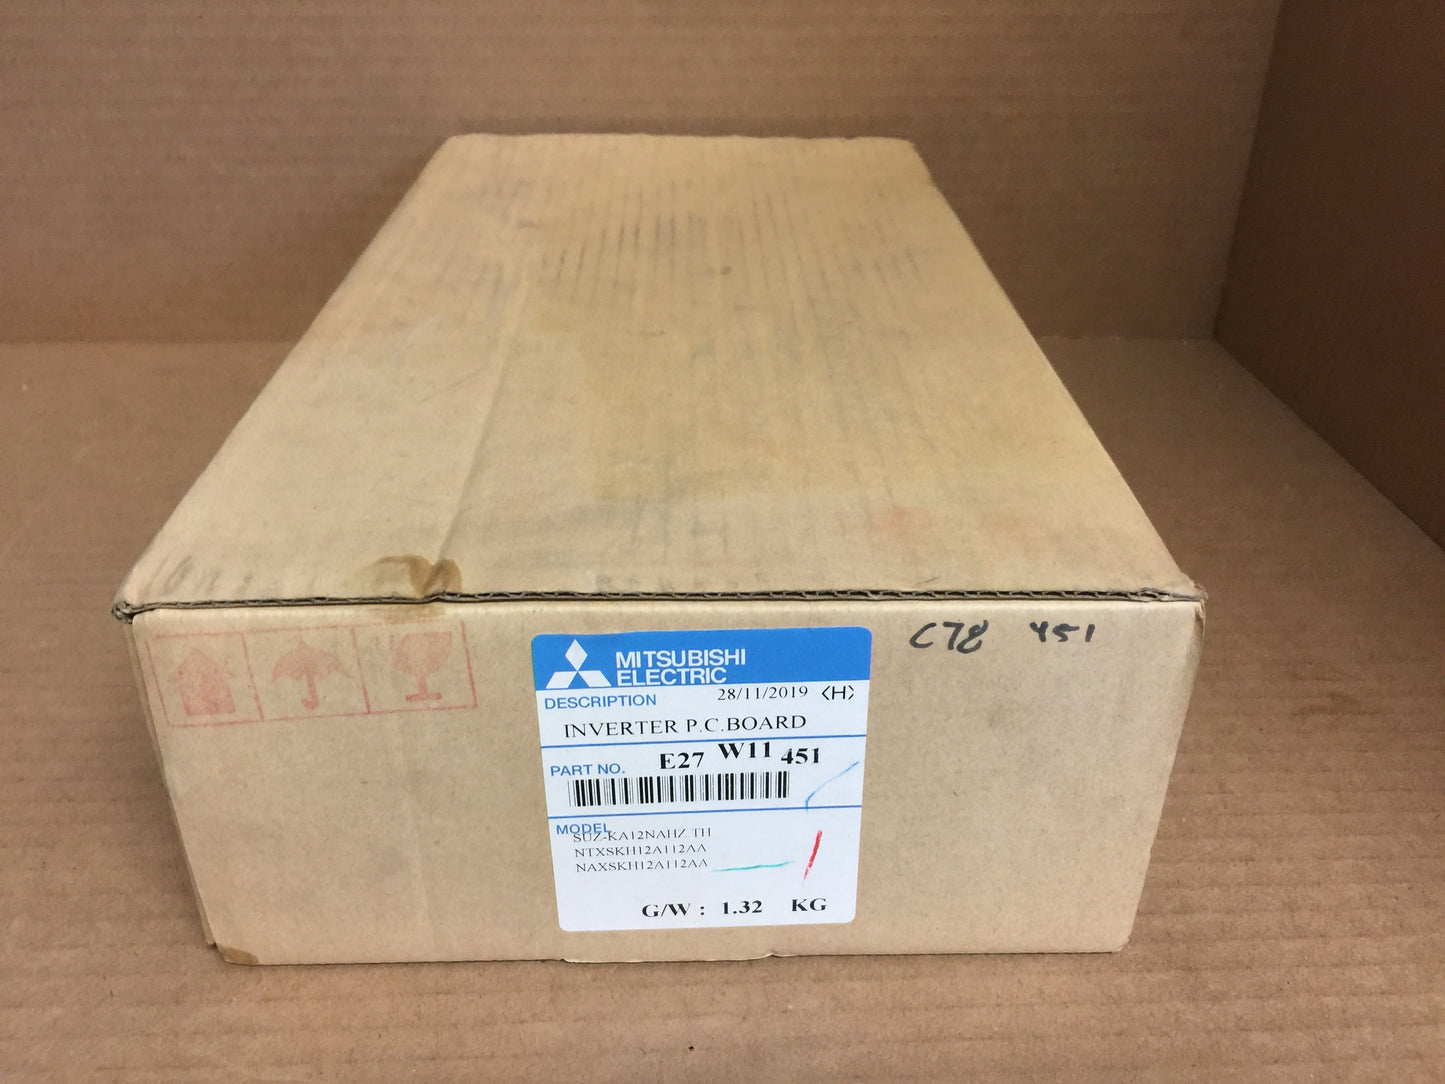 C78 451
MITSUBISHI
ELECTRIC
DESCRIPTION 28/11/2019 <H>
INVERTER P.C.BOARD
PART NO. E27 W11 451
MODEL
SUZ-KA12NAHZ.TH
NTXSKH12A112AA
NAXSKH12A112AA
G/W : 1.32 KG